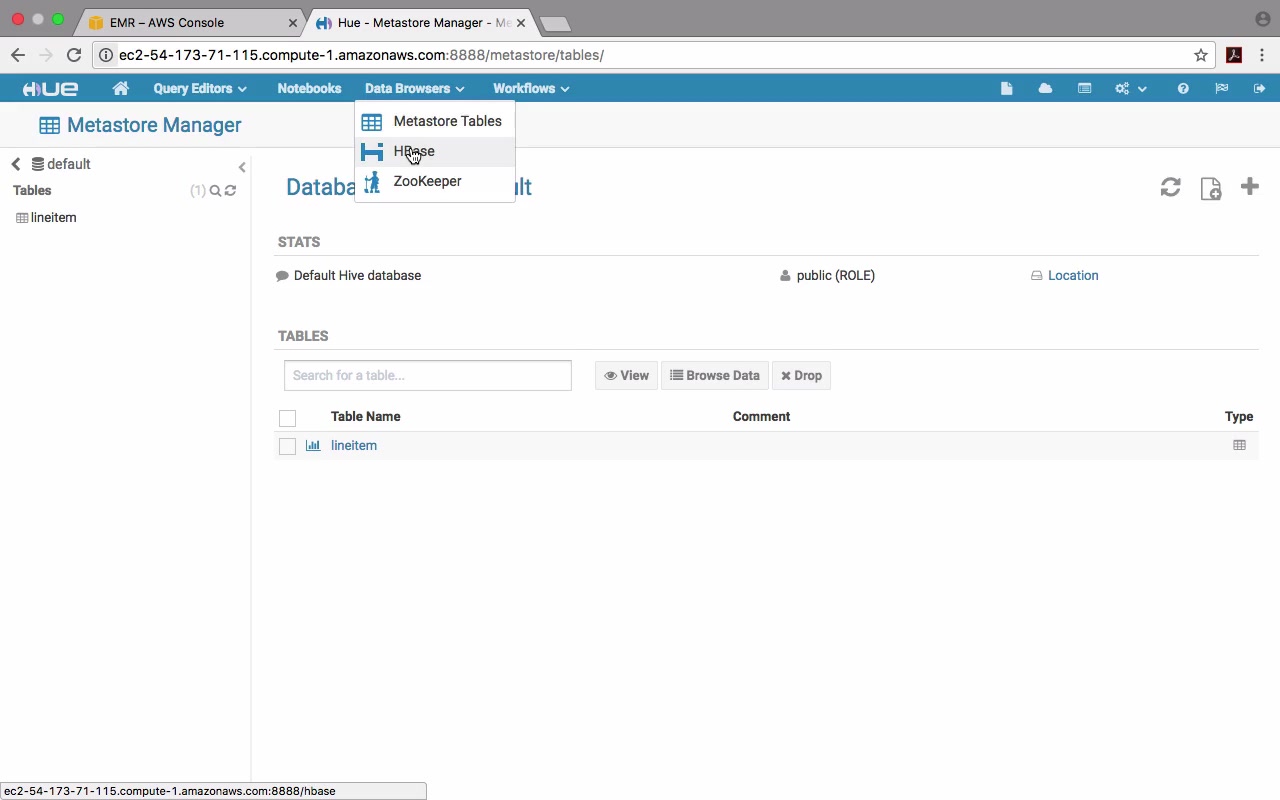 EMR – AWS Console
Hue - Metastore Manager - Me
ec2-54-173-71-115.compute-1.amazonaws.com:8888/metastore/tables/
HUE Query Editors Notebooks Data Browsers Workflows
Metastore Manager
Metastore Tables
HBase
ZooKeeper
default
Tables (1)
lineitem
Databa ult
STATS
Default Hive database public (ROLE) Location
TABLES
Search for a table... View Browse Data Drop
Table Name Comment Type
lineitem
ec2-54-173-71-115.compute-1.amazonaws.com:8888/hbase